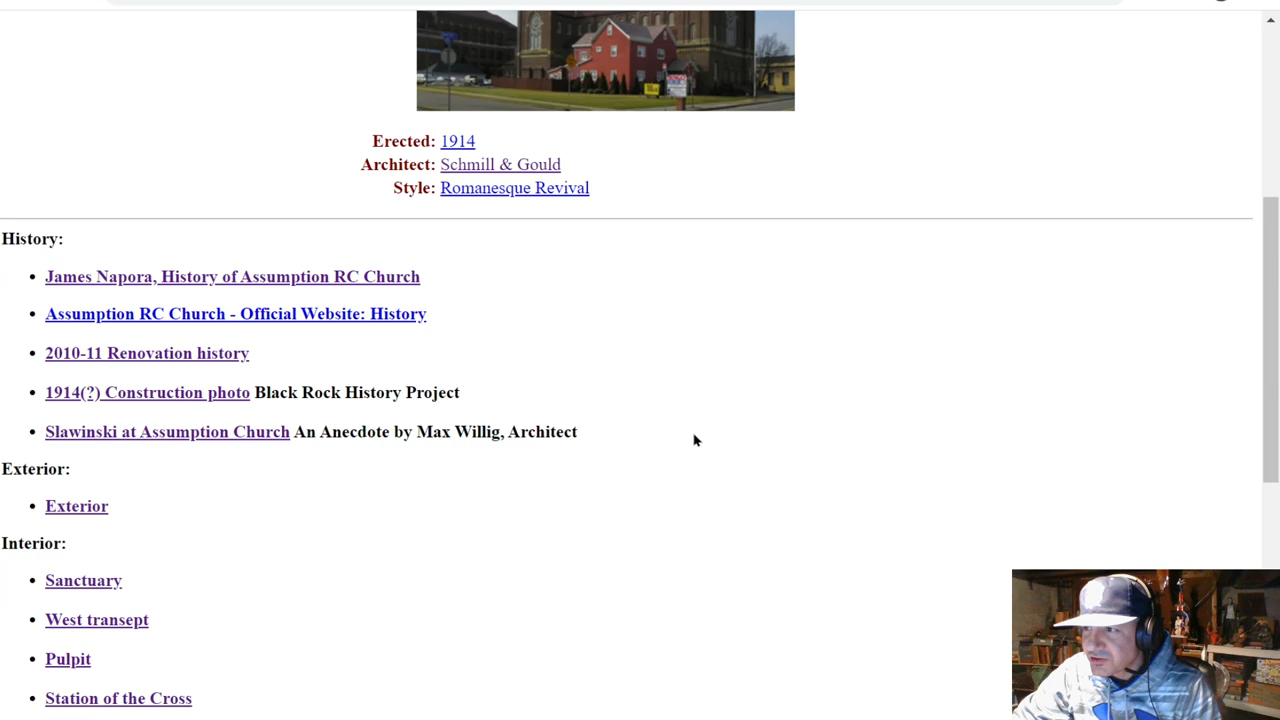 Erected: 1914
Architect: Schmill & Gould
Style: Romanesque Revival
History:
James Napora, History of Assumption RC Church
Assumption RC Church - Official Website: History
2010-11 Renovation history
1914(?) Construction photo Black Rock History Project
Slawinski at Assumption Church An Anecdote by Max Willig, Architect
Exterior:
Exterior
Interior:
Sanctuary
West transept
Pulpit
Station of the Cross